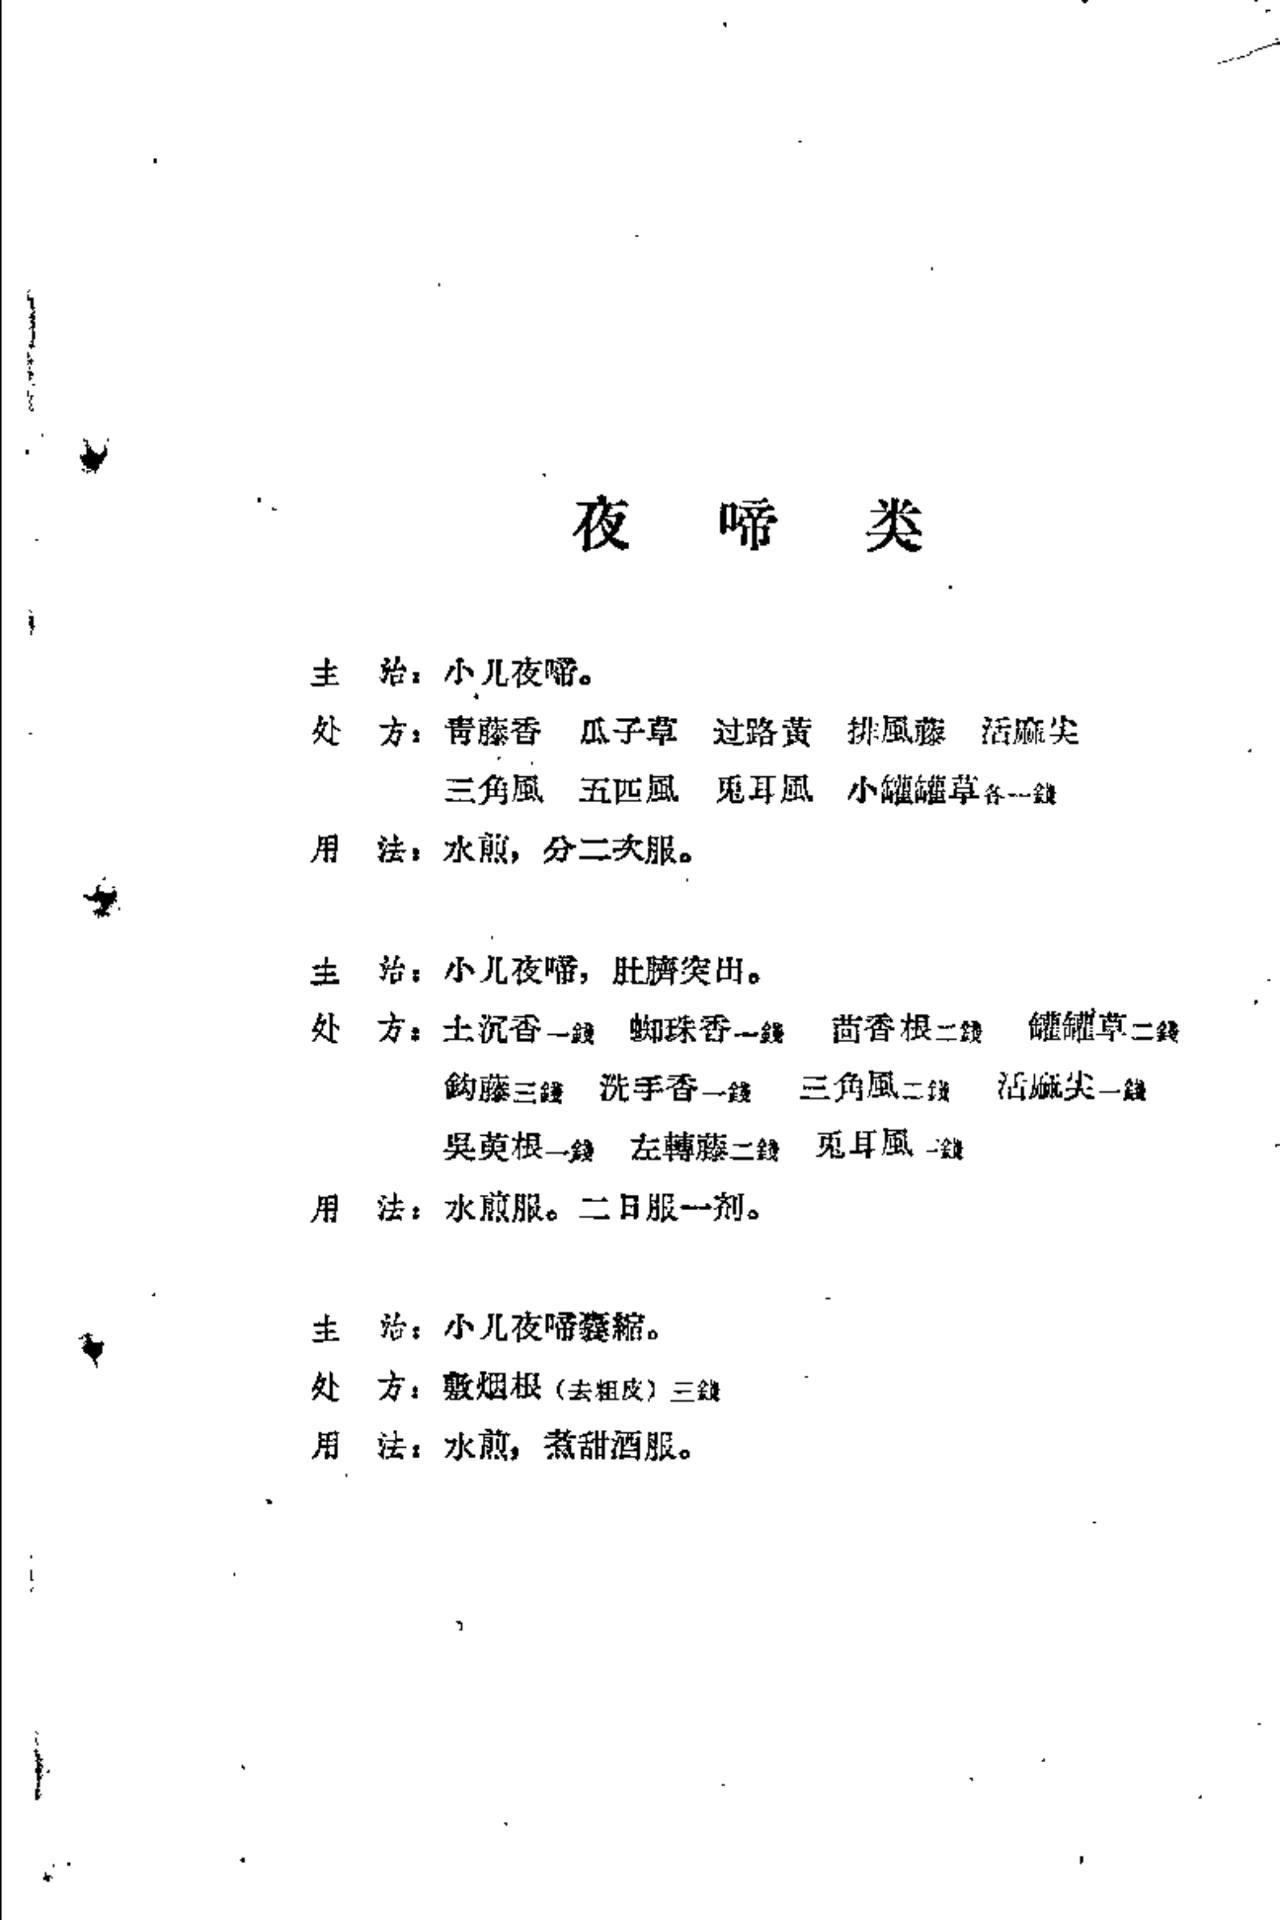 夜啼类
主　治：小儿夜啼。
处　方：青藤香　瓜子草　过路黄　排風藤　活麻尖
三角風　五匹風　兎耳風　小罐罐草各一錢
用　法：水煎，分二次服。
主　治：小儿夜啼，肚臍突出。
处　方：土沉香一錢　蜘珠香一錢　茴香根二錢　罐罐草二錢
鈎藤三錢　洗手香一錢　三角風二錢　活麻尖一錢
吳萸根一錢　左轉藤二錢　兎耳風一錢
用　法：水煎服。二日服一剂。
主　治：小儿夜啼囊縮。
处　方：敷烟根（去粗皮）三錢
用　法：水煎，煮甜酒服。